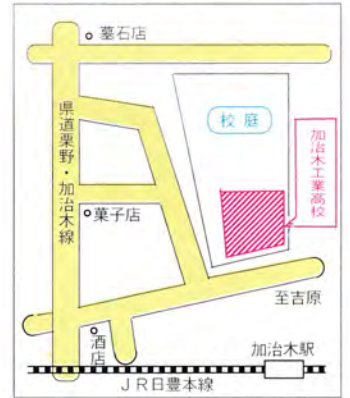 墓石店
県道栗野・加治木線
校庭
加治木工業高校
菓子店
至吉原
酒店
加治木駅
JR日豊本線